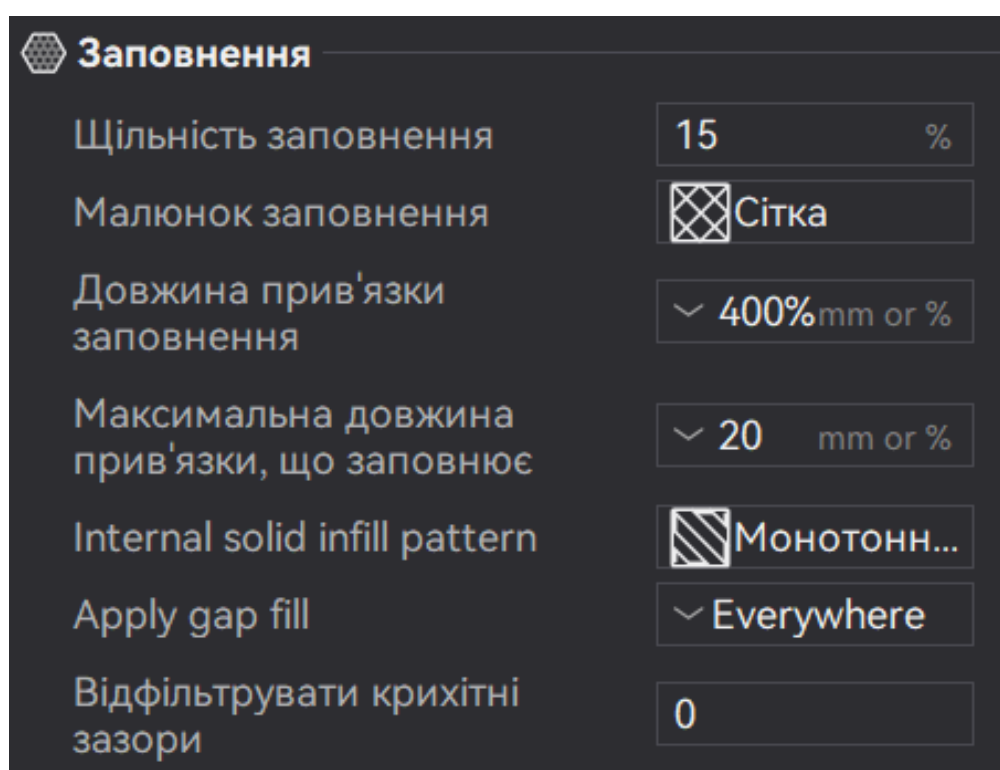 Заповнення
Щільність заповнення 15 %
Малюнок заповнення Сітка
Довжина прив'язки
заповнення 400% mm or %
Максимальна довжина
прив'язки, що заповнює 20 mm or %
Internal solid infill pattern Монотонн...
Apply gap fill Everywhere
Відфільтрувати крихітні
зазори 0